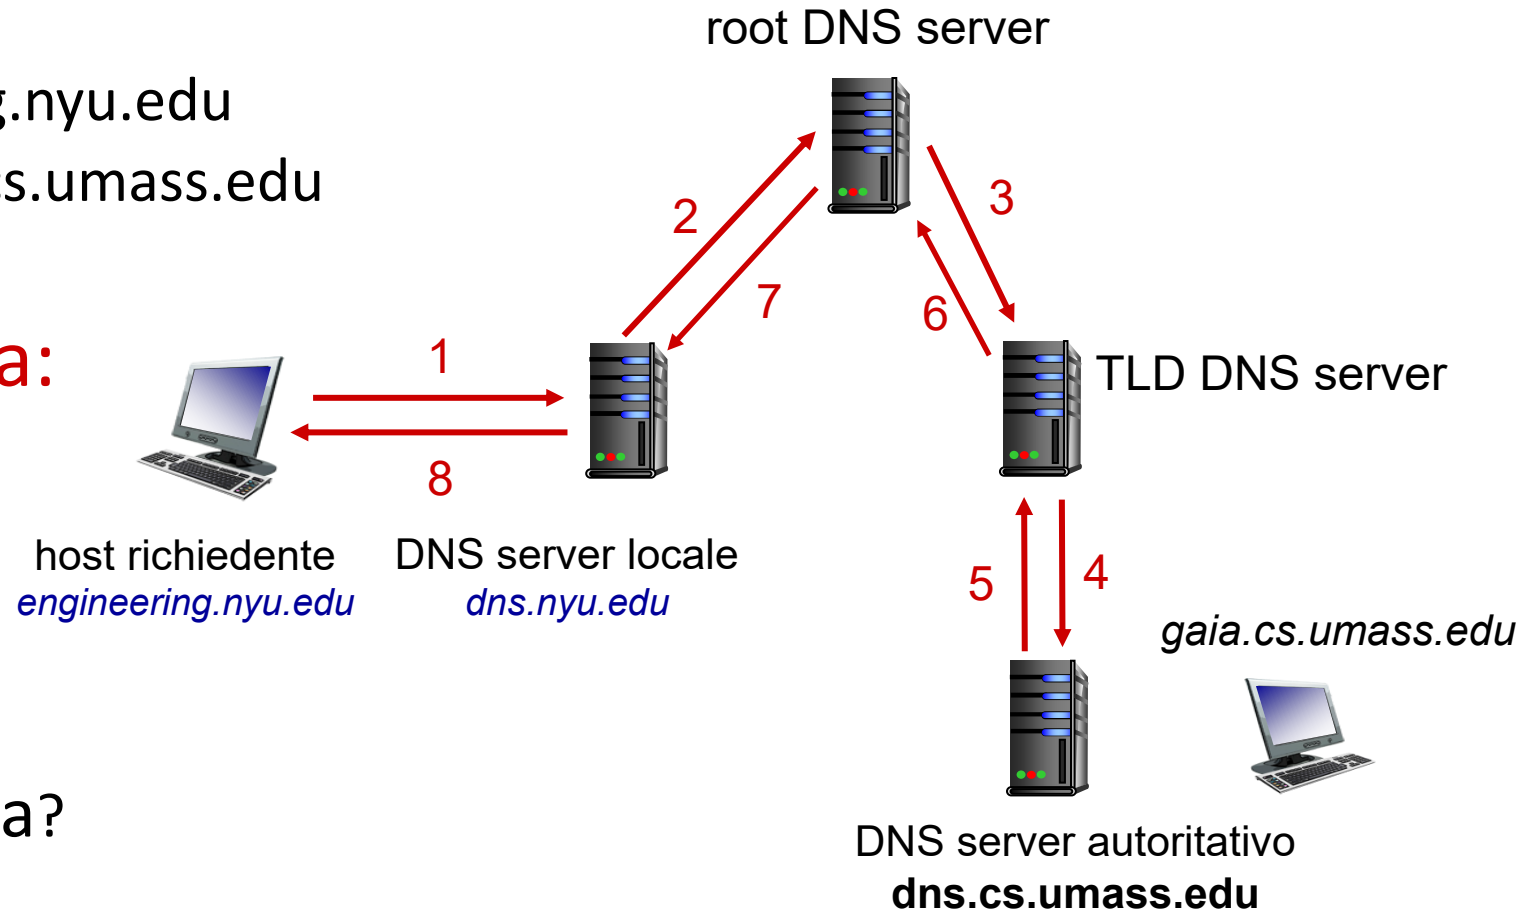 root DNS server
g.nyu.edu
cs.umass.edu
2
3
7
6
a:
1
TLD DNS server
8
host richiedente
engineering.nyu.edu
DNS server locale
dns.nyu.edu
5
4
gaia.cs.umass.edu
a?
DNS server autoritativo
dns.cs.umass.edu